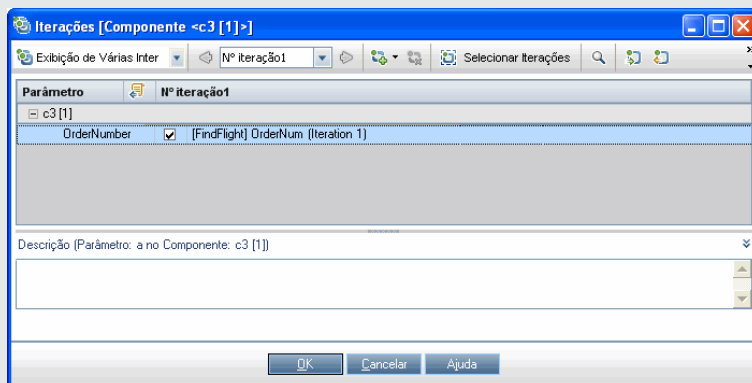 Iterações [Componente <c3 [1]>]
Exibição de Várias Inter Nº iteração1 Selecionar Iterações
Parâmetro Nº iteração1
c3 [1]
OrderNumber [FindFlight] OrderNum (Iteration 1)
Descrição (Parâmetro: a no Componente: c3 [1])
OK Cancelar Ajuda